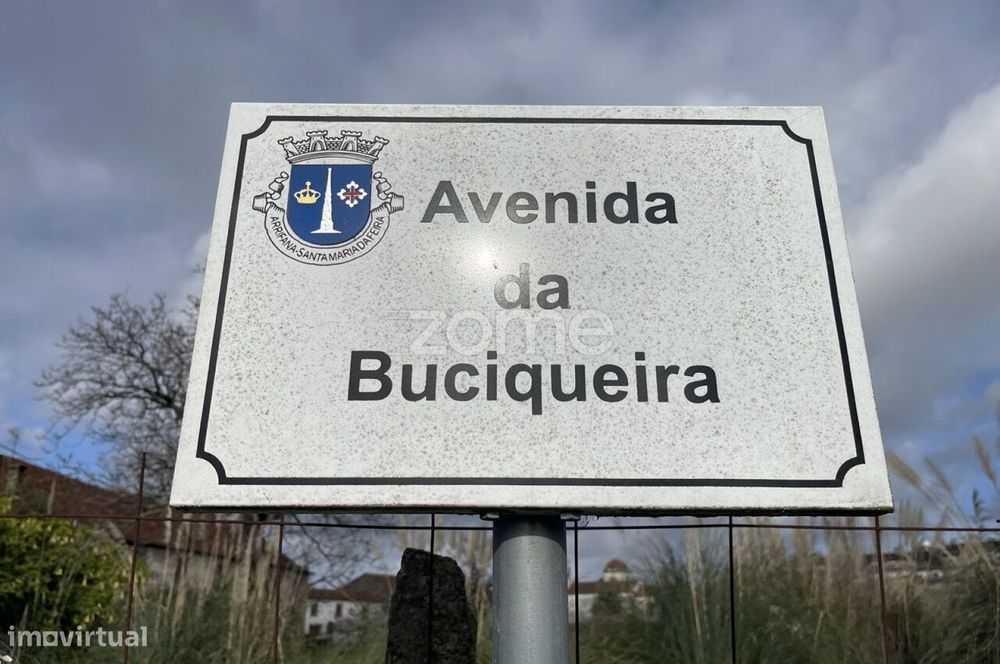 ARRIFANA-SANTA MARIA DA FEIRA
Avenida
da
zome
Buciqueira
imovirtual